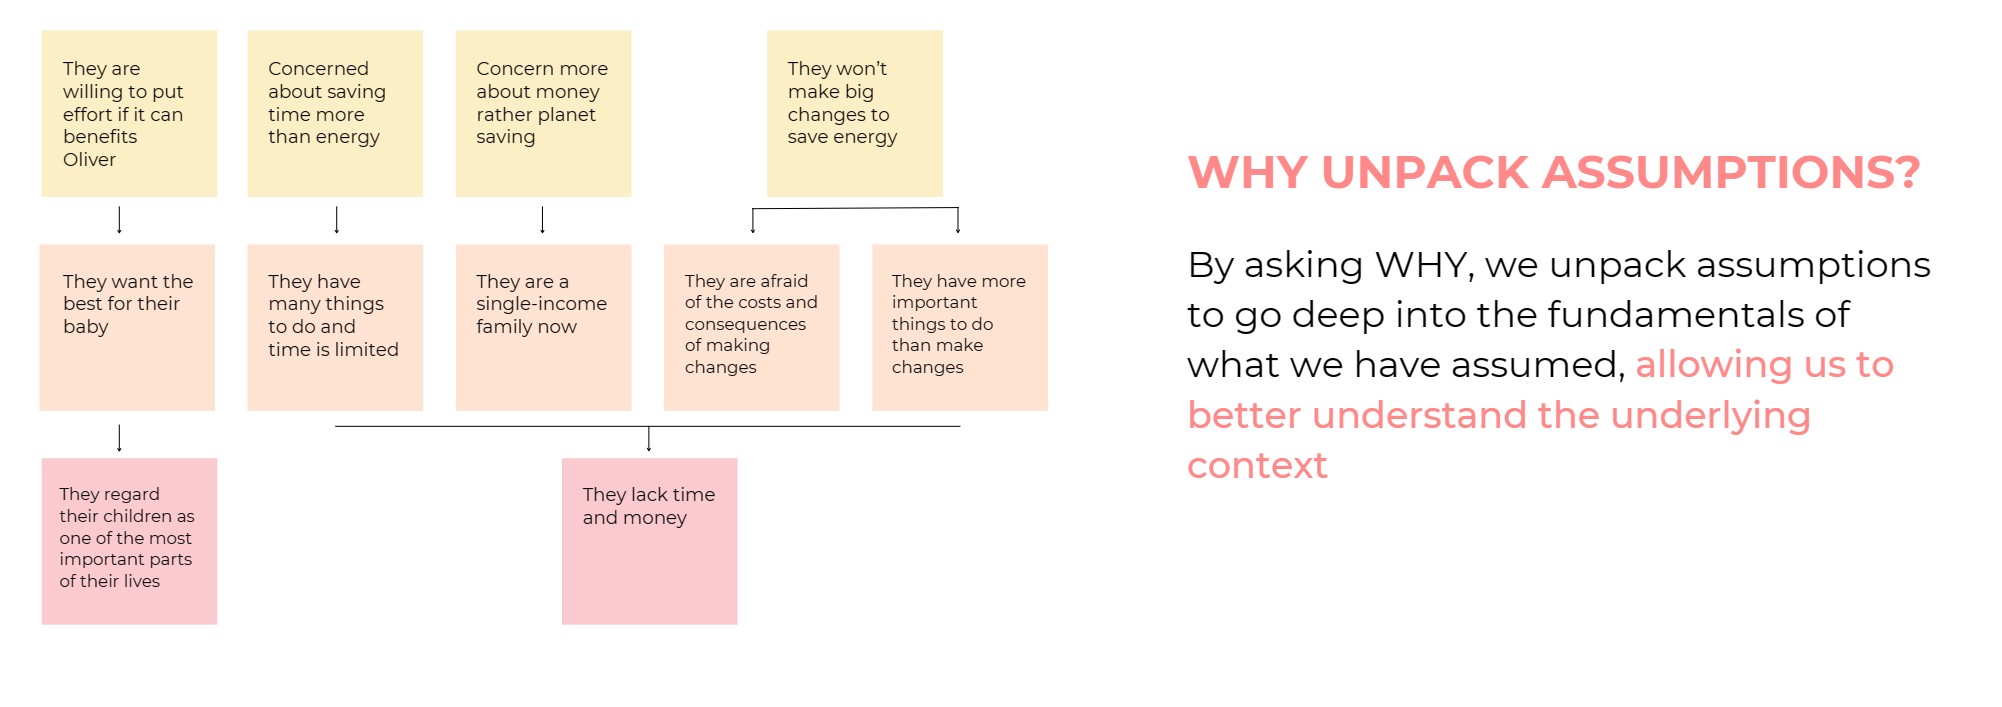 They are
willing to put
effort if it can
benefits
Oliver
Concerned
about saving
time more
than energy
Concern more
about money
rather planet
saving
They won’t
make big
changes to
save energy
They want the
best for their
baby
They have
many things
to do and
time is limited
They are a
single-income
family now
They are afraid
of the costs and
consequences
of making
changes
They have more
important
things to do
than make
changes
They regard
their children as
one of the most
important parts
of their lives
They lack time
and money
WHY UNPACK ASSUMPTIONS?
By asking WHY, we unpack assumptions
to go deep into the fundamentals of
what we have assumed, allowing us to
better understand the underlying
context